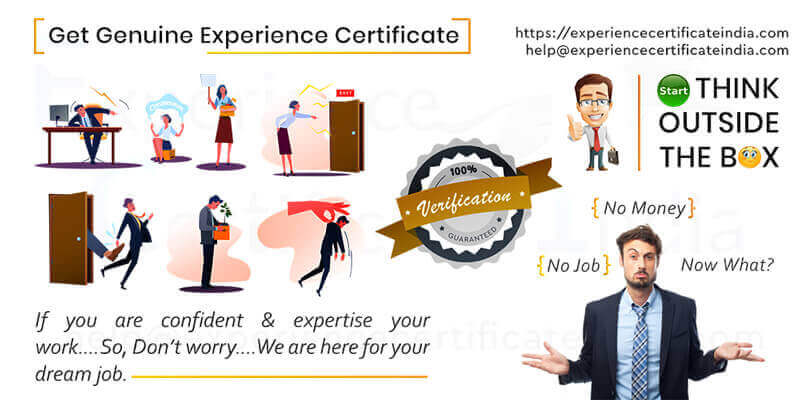 Get Genuine Experience Certificate
https://experiencecertificateindia.com
help@experiencecertificateindia.com
EXIT
Start THINK
OUTSIDE
THE BOX
100%
Verification
GUARANTEED
{No Money}
{No Job}
Now What?
If you are confident & expertise your
work....So, Don't worry....We are here for your
dream job.